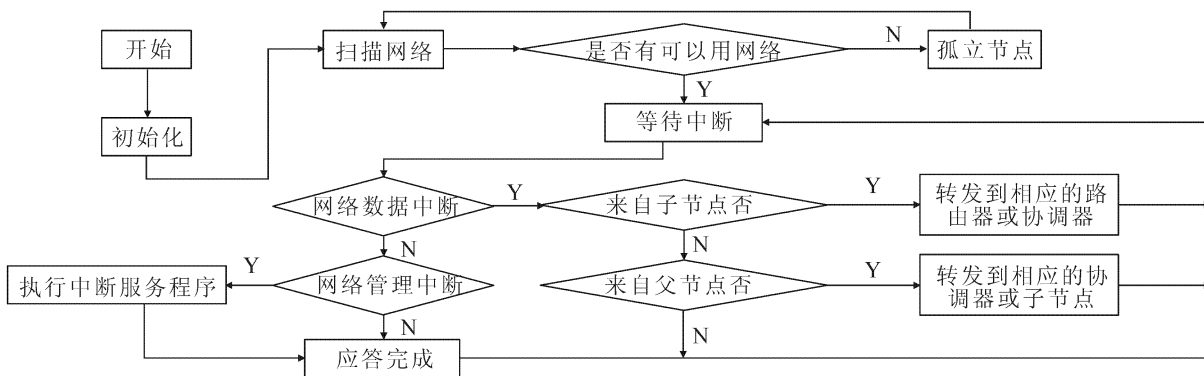 开始
扫描网络
是否有可以用网络
N
孤立节点
Y
初始化
等待中断
网络数据中断
Y
来自子节点否
Y
转发到相应的路
由器或协调器
N
N
执行中断服务程序
Y
网络管理中断
来自父节点否
Y
转发到相应的协
调器或子节点
N
N
应答完成